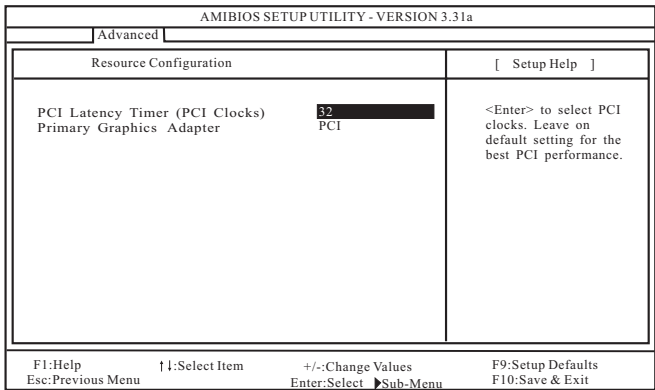 AMIBIOS SETUP UTILITY - VERSION 3.31a
Advanced
Resource Configuration
[ Setup Help ]
PCI Latency Timer (PCI Clocks) 32
Primary Graphics Adapter PCI
<Enter> to select PCI
clocks. Leave on
default setting for the
best PCI performance.
F1:Help ↑↓:Select Item +/-:Change Values F9:Setup Defaults
Esc:Previous Menu Enter:Select ▶Sub-Menu F10:Save & Exit